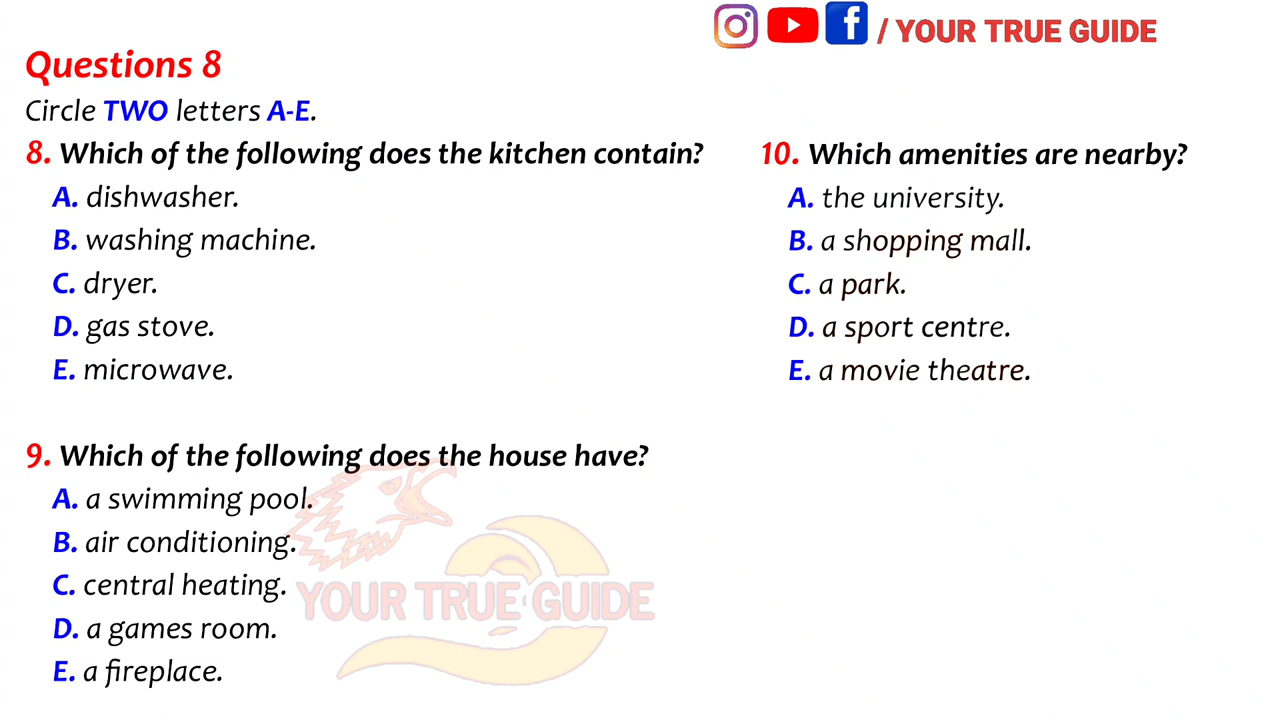 / YOUR TRUE GUIDE
Questions 8
Circle TWO letters A-E.
8. Which of the following does the kitchen contain?
A. dishwasher.
B. washing machine.
C. dryer.
D. gas stove.
E. microwave.
9. Which of the following does the house have?
A. a swimming pool.
B. air conditioning.
C. central heating.
D. a games room.
E. a fireplace.
10. Which amenities are nearby?
A. the university.
B. a shopping mall.
C. a park.
D. a sport centre.
E. a movie theatre.
YOUR TRUE GUIDE